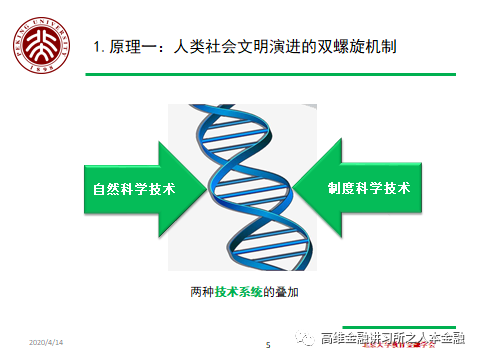 PEKING UNIVERSITY
1898
1.原理一：人类社会文明演进的双螺旋机制
自然科学技术
制度科学技术
两种技术系统的叠加
2020/4/14
5
高维金融讲习所之人本金融